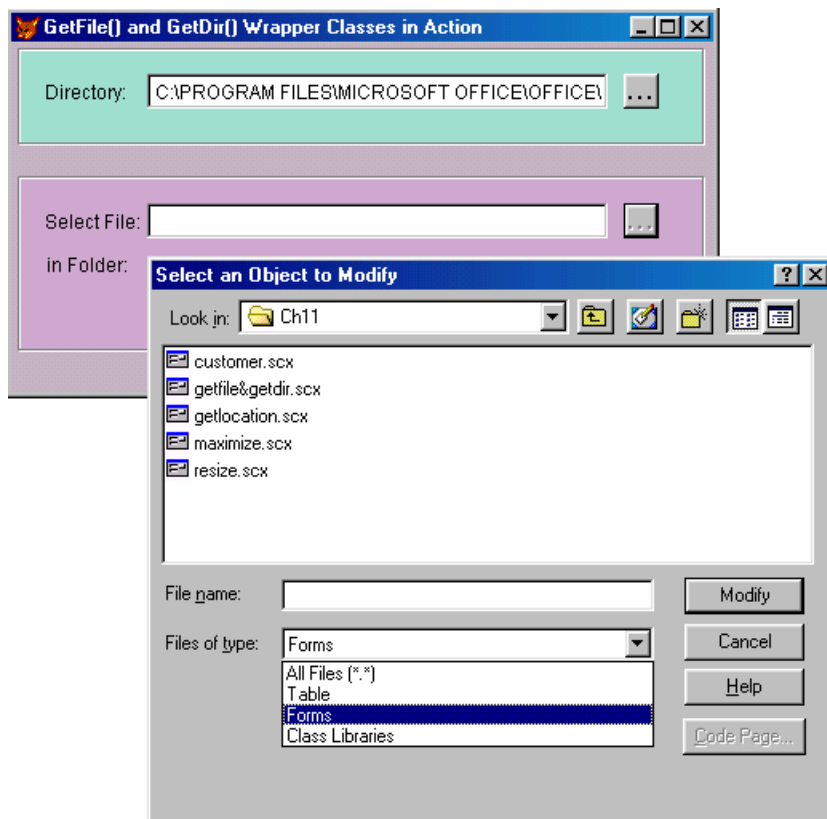 GetFile() and GetDir() Wrapper Classes in Action
Directory: C:\PROGRAM FILES\MICROSOFT OFFICE\OFFICE\ ...
Select File: ...
in Folder:
Select an Object to Modify
Look in: Ch11
customer.scx
getfile&getdir.scx
getlocation.scx
maximize.scx
resize.scx
File name: Modify
Files of type: Forms Cancel
All Files (*.*)
Table
Forms
Class Libraries
Help
Code Page...